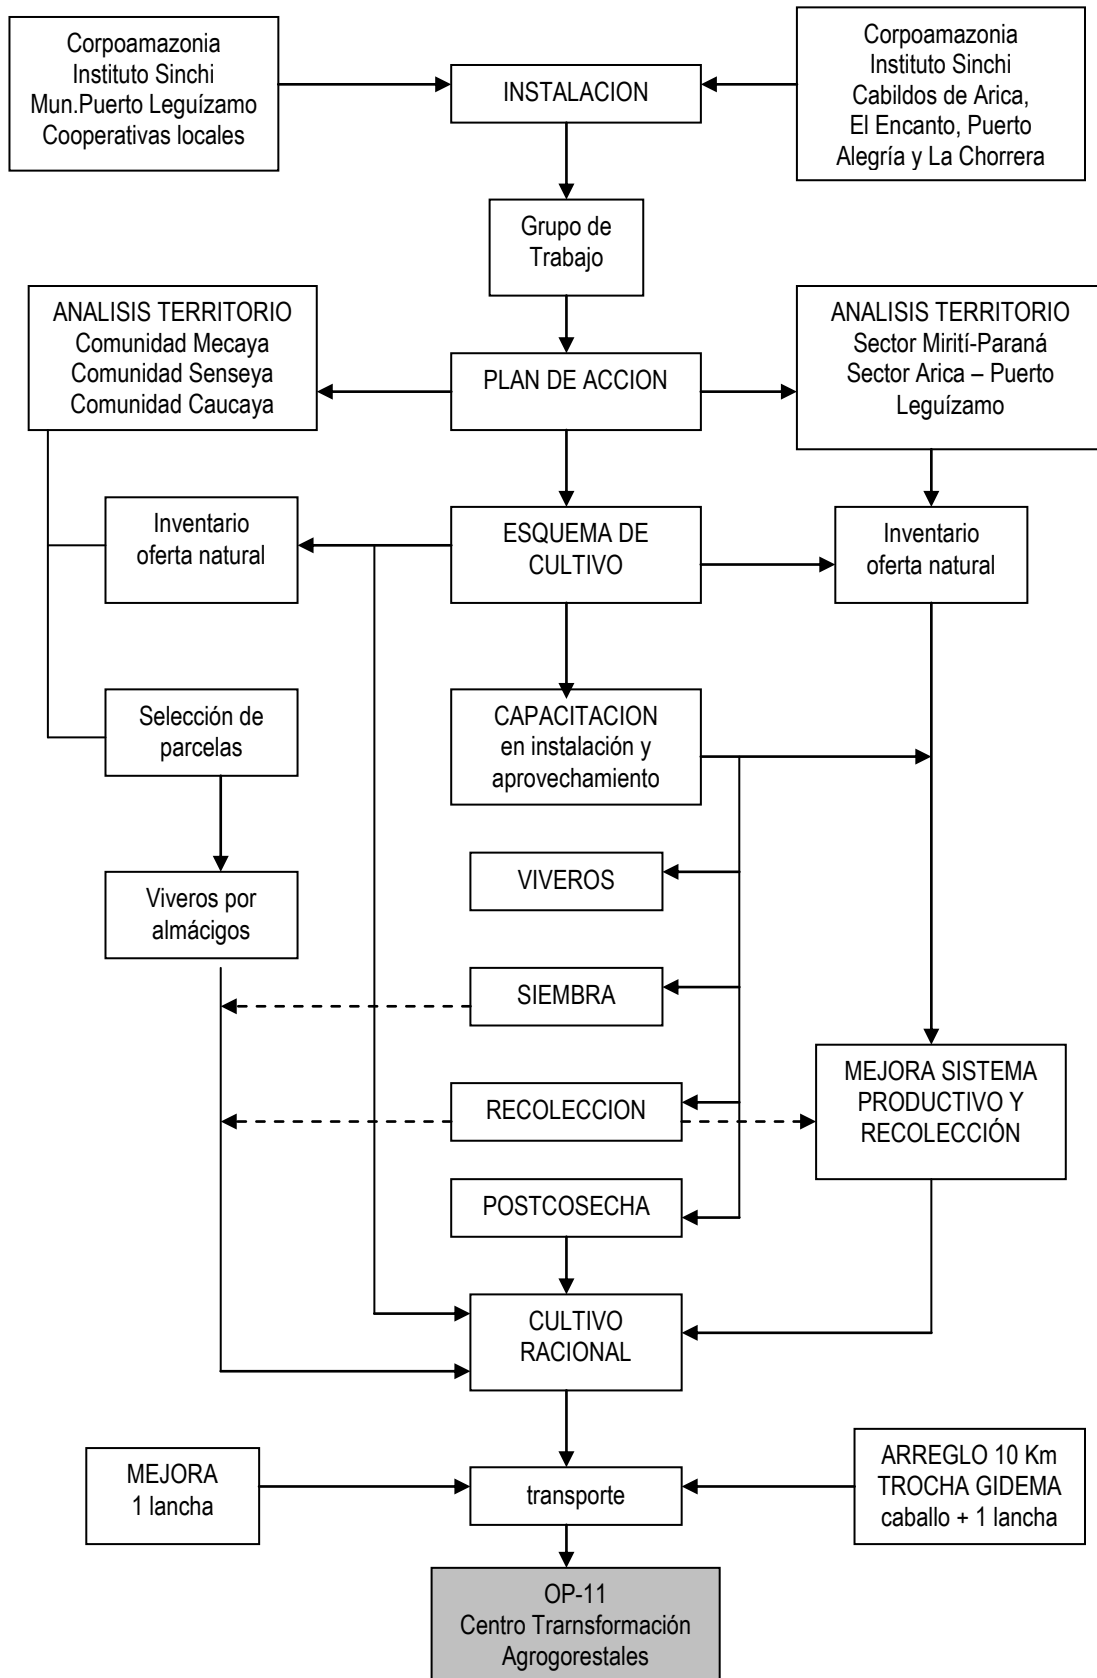 Corpoamazonia
Instituto Sinchi
Mun.Puerto Leguízamo
Cooperativas locales
INSTALACION
Corpoamazonia
Instituto Sinchi
Cabildos de Arica,
El Encanto, Puerto
Alegría y La Chorrera
Grupo de
Trabajo
ANALISIS TERRITORIO
Comunidad Mecaya
Comunidad Senseya
Comunidad Caucaya
PLAN DE ACCION
ANALISIS TERRITORIO
Sector Mirití-Paraná
Sector Arica – Puerto
Leguízamo
Inventario
oferta natural
ESQUEMA DE
CULTIVO
Inventario
oferta natural
Selección de
parcelas
CAPACITACION
en instalación y
aprovechamiento
Viveros por
almácigos
VIVEROS
SIEMBRA
RECOLECCION
MEJORA SISTEMA
PRODUCTIVO Y
RECOLECCIÓN
POSTCOSECHA
CULTIVO
RACIONAL
MEJORA
1 lancha
transporte
ARREGLO 10 Km
TROCHA GIDEMA
caballo + 1 lancha
OP-11
Centro Trarnsformación
Agrogorestales